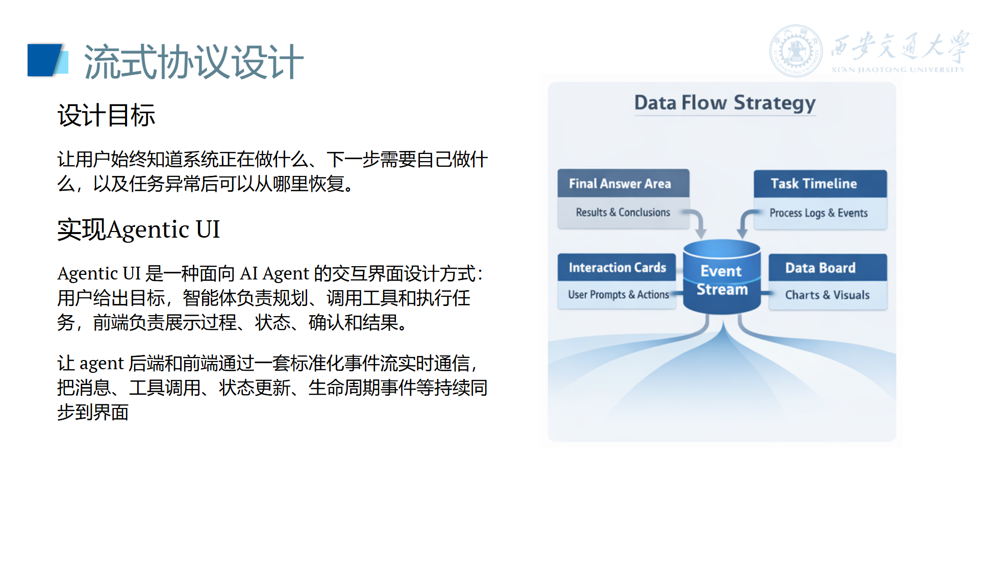 流式协议设计
西安交通大学
XI'AN JIAOTONG UNIVERSITY
设计目标
让用户始终知道系统正在做什么、下一步需要自己做什
么，以及任务异常后可以从哪里恢复。
实现Agentic UI
Agentic UI 是一种面向 AI Agent 的交互界面设计方式：
用户给出目标，智能体负责规划、调用工具和执行任
务，前端负责展示过程、状态、确认和结果。
让 agent 后端和前端通过一套标准化事件流实时通信，
把消息、工具调用、状态更新、生命周期事件等持续同
步到界面
Data Flow Strategy
Final Answer Area
Results & Conclusions
Task Timeline
Process Logs & Events
Interaction Cards
User Prompts & Actions
Event
Stream
Data Board
Charts & Visuals